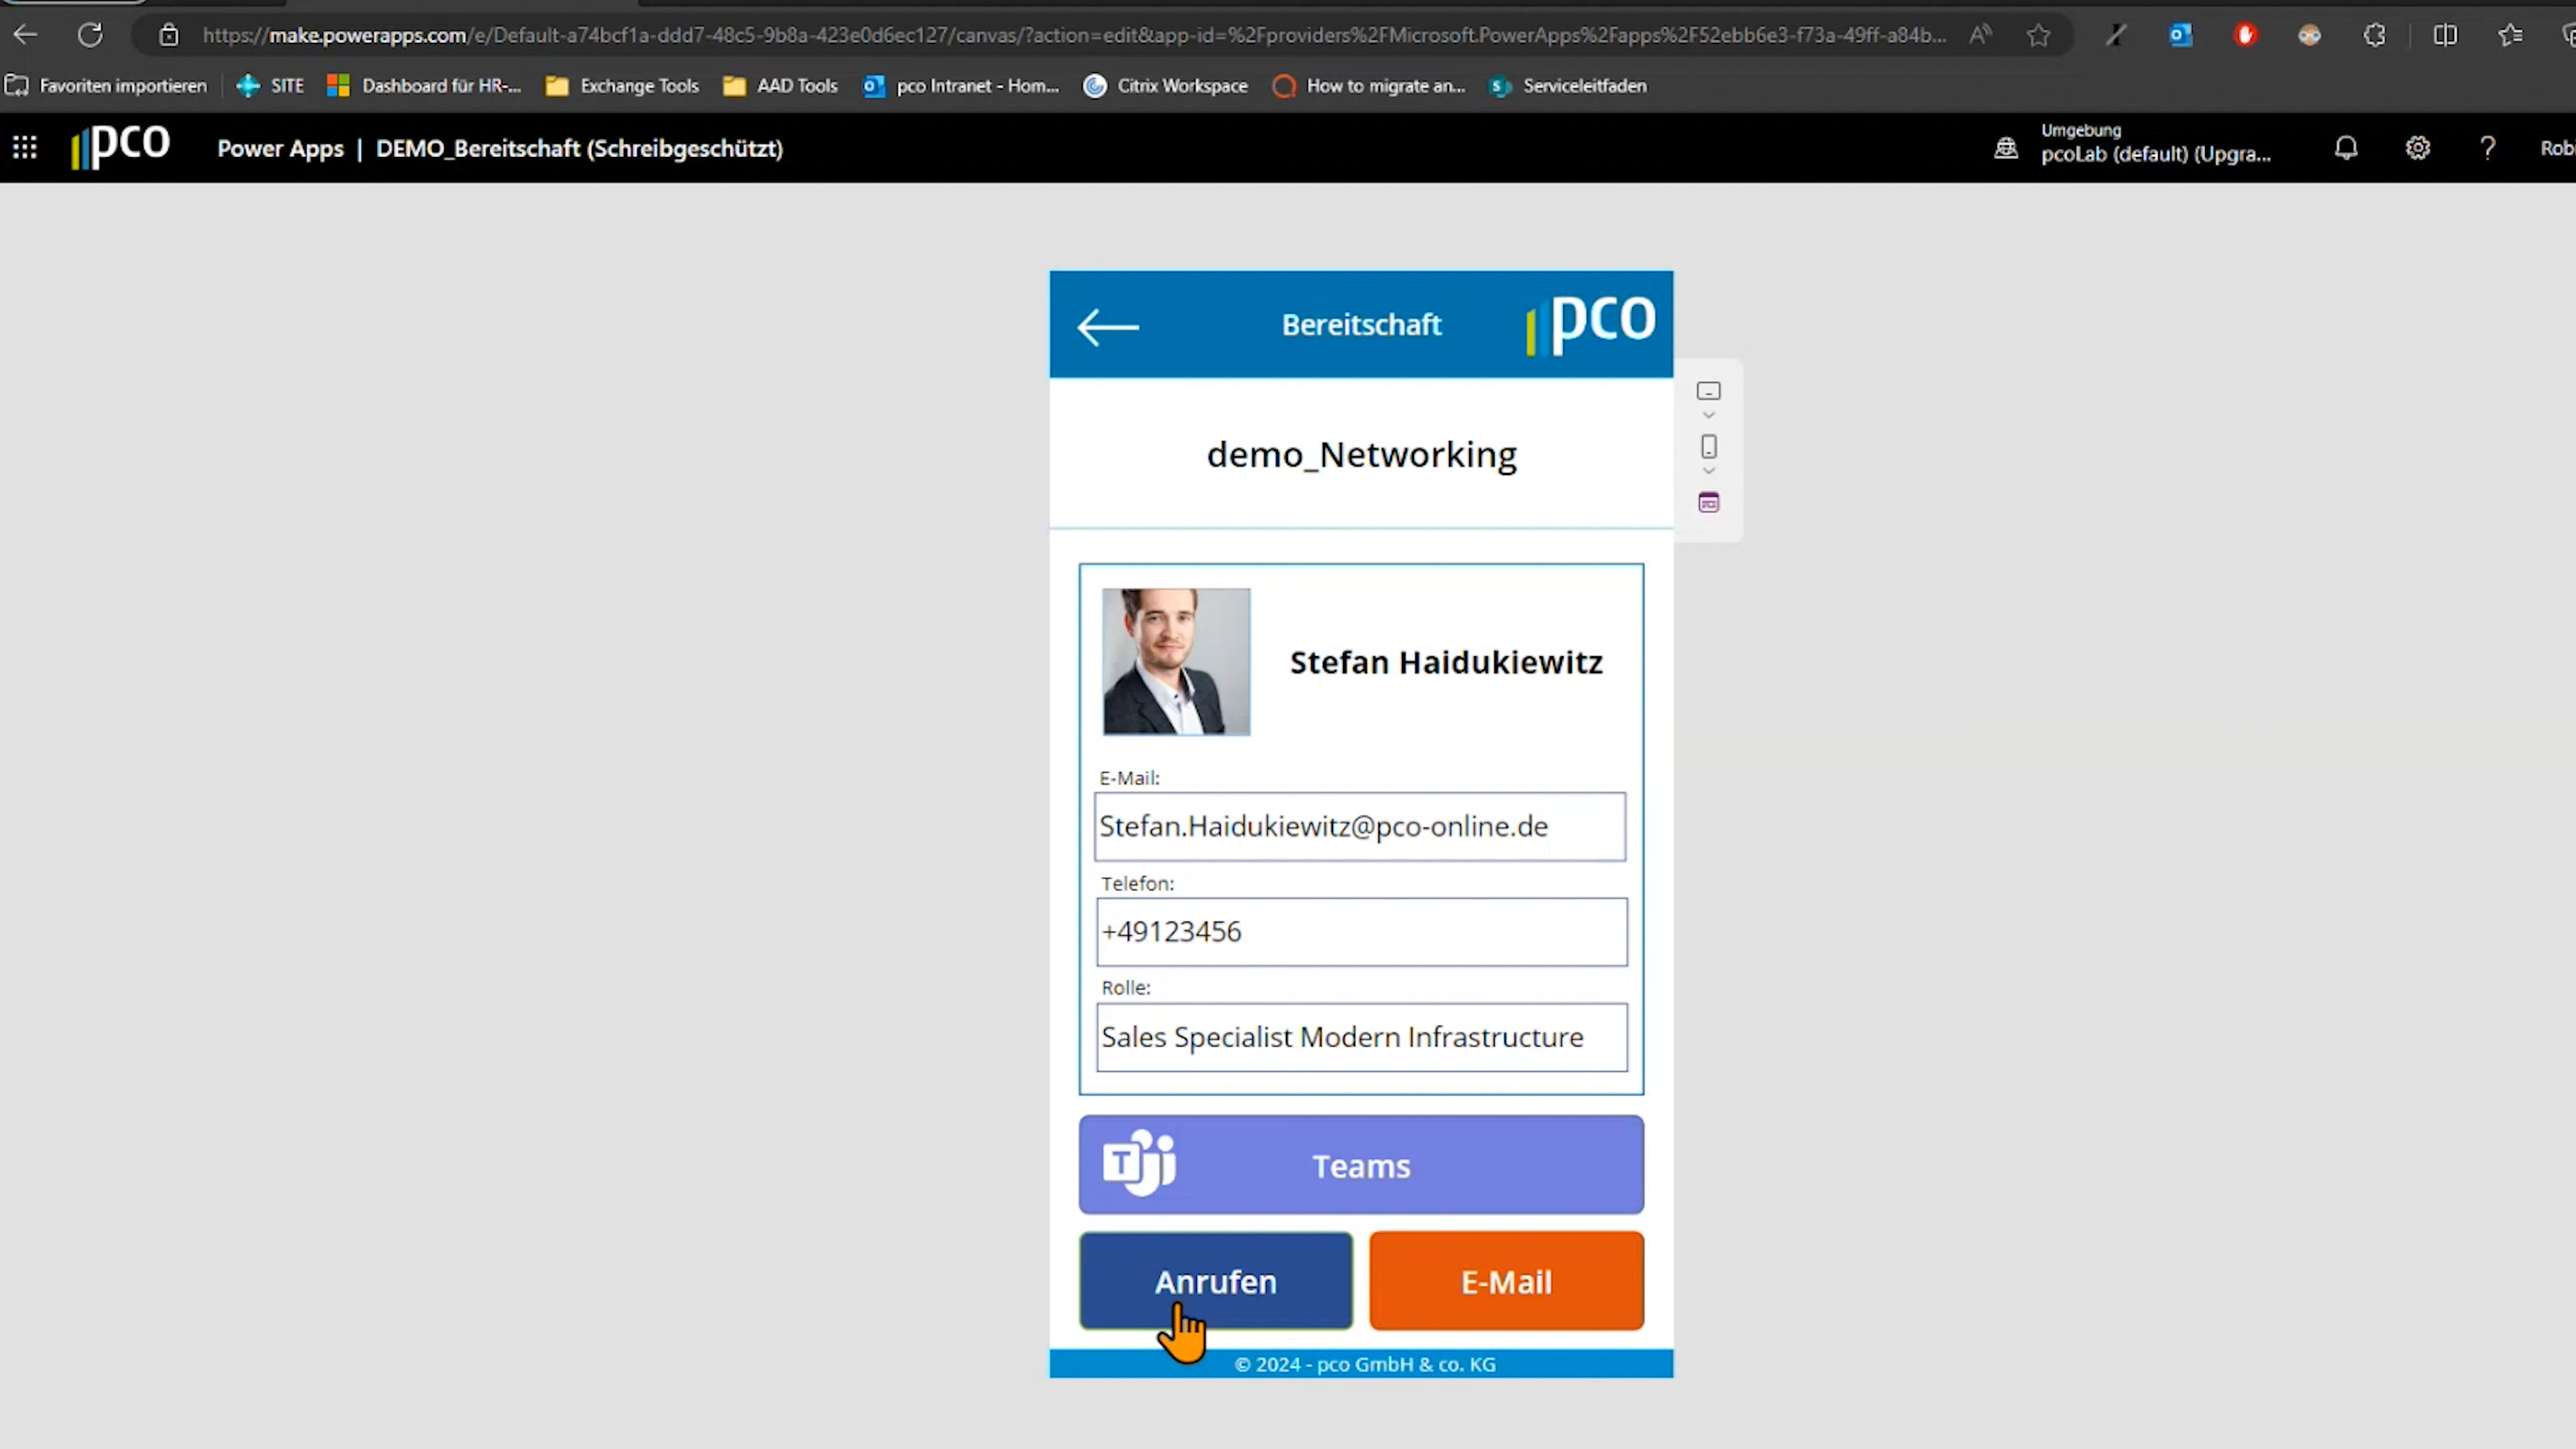 https://make.powerapps.com/e/Default-a74bcf1a-ddd7-48c5-9b8a-423e0d6ec127/canvas/?action=edit&app-id=%2Fproviders%2FMicrosoft.PowerApps%2Fapps%2F52ebb6e3-f73a-49ff-a84b...
Favoriten importieren SITE Dashboard für HR-... Exchange Tools AAD Tools pco Intranet - Hom... Citrix Workspace How to migrate an... Serviceleitfaden
pco Power Apps | DEMO_Bereitschaft (Schreibgeschützt)
Umgebung
pcoLab (default) (Upgra...
Rob
Bereitschaft pco
demo_Networking
Stefan Haidukiewitz
E-Mail:
Stefan.Haidukiewitz@pco-online.de
Telefon:
+49123456
Rolle:
Sales Specialist Modern Infrastructure
Teams
Anrufen E-Mail
© 2024 - pco GmbH & co. KG